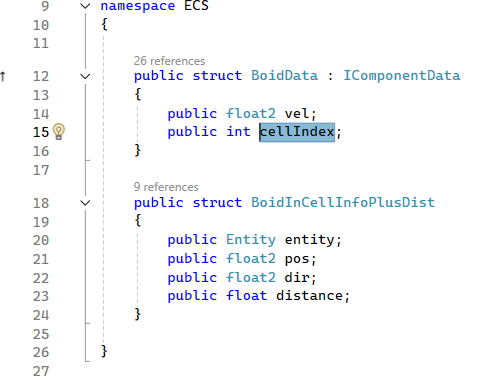 9 namespace ECS
10 {
11
26 references
12 public struct BoidData : IComponentData
13 {
14 public float2 vel;
15 public int cellIndex;
16 }
17
9 references
18 public struct BoidInCellInfoPlusDist
19 {
20 public Entity entity;
21 public float2 pos;
22 public float2 dir;
23 public float distance;
24 }
25
26 }
27